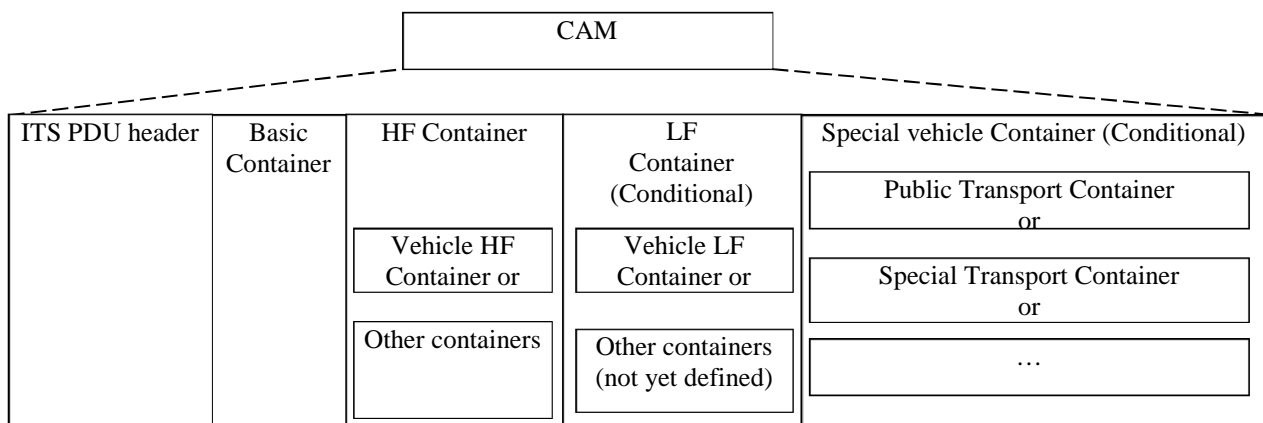 CAM
ITS PDU header
Basic
Container
HF Container
Vehicle HF
Container or
Other containers
LF
Container
(Conditional)
Vehicle LF
Container or
Other containers
(not yet defined)
Special vehicle Container (Conditional)
Public Transport Container
or
Special Transport Container
or
…